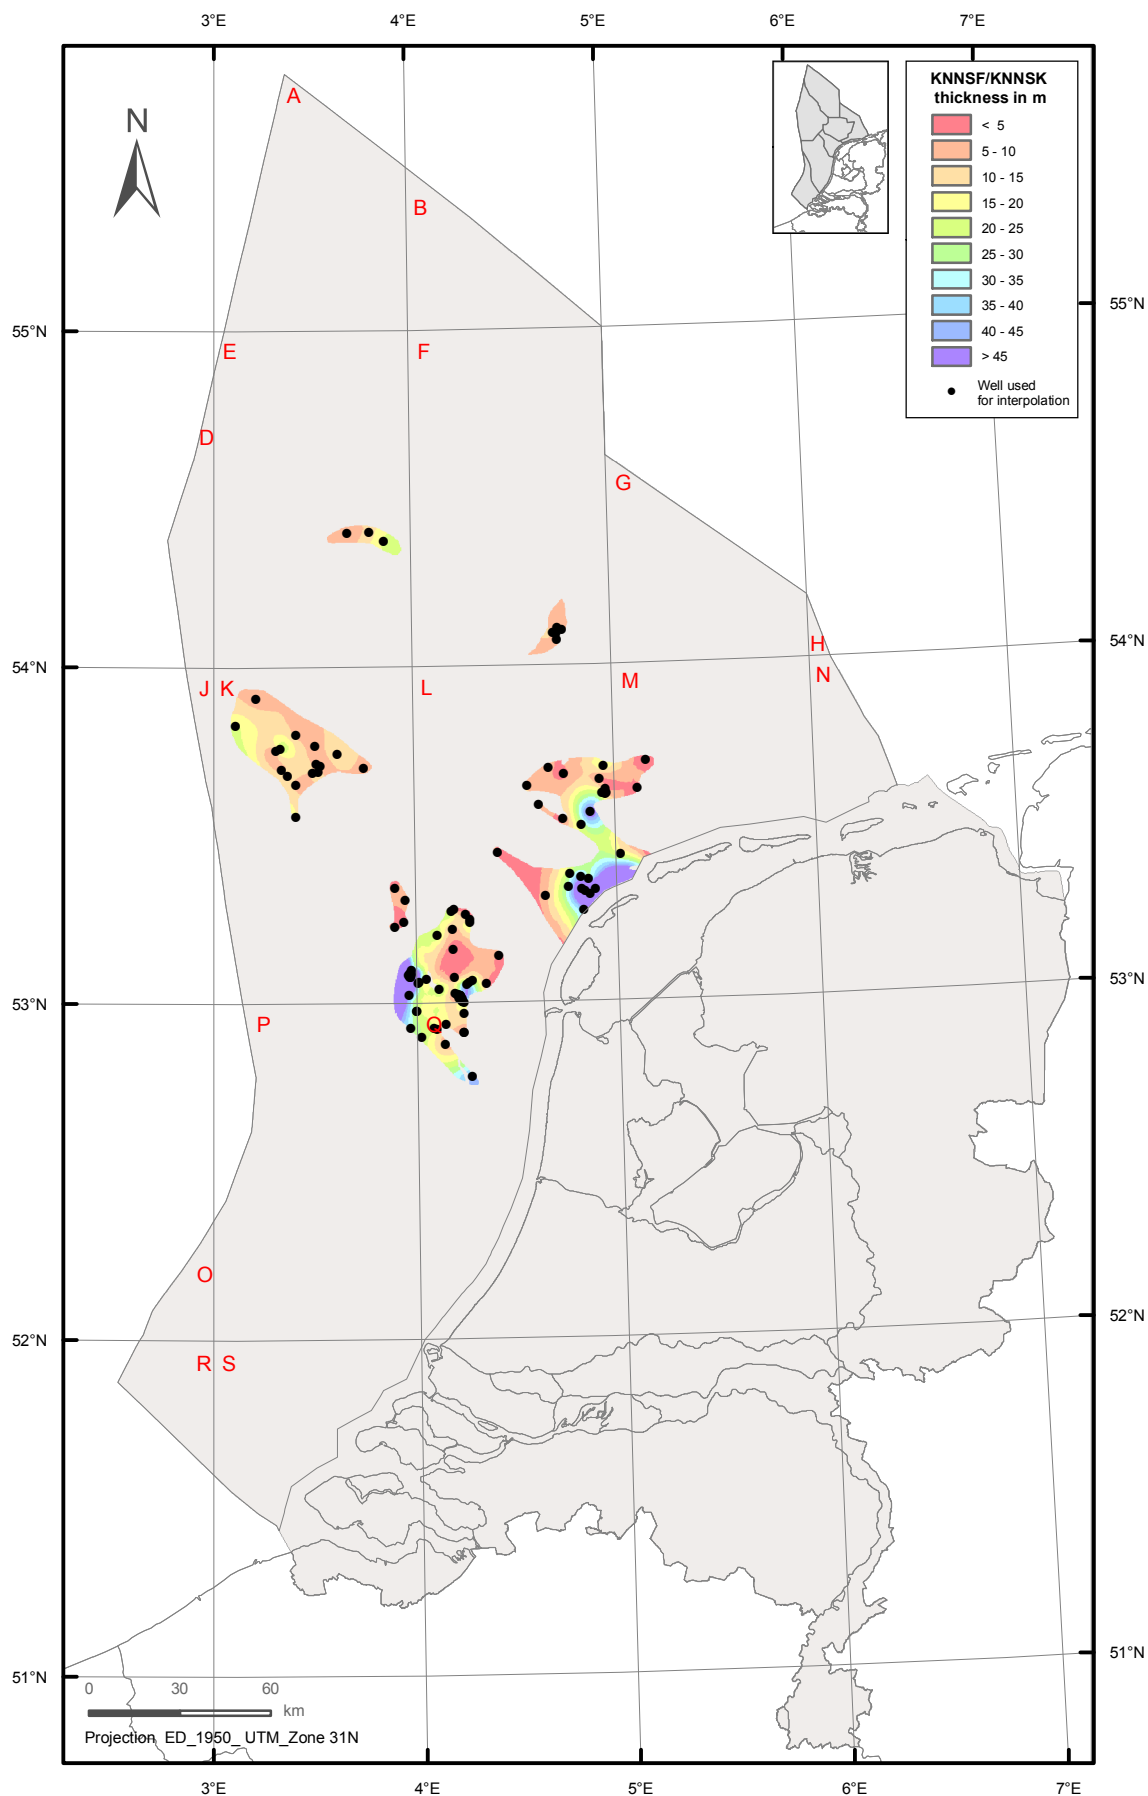 3°E 4°E 5°E 6°E 7°E
KNNSF/KNNSK
thickness in m
< 5
5 - 10
10 - 15
15 - 20
20 - 25
25 - 30
30 - 35
35 - 40
40 - 45
> 45
Well used
for interpolation
N
A
B
55°N 55°N
E F
D
G
54°N 54°N
H
J K L M N
53°N 53°N
P Q
O
52°N 52°N
R S
51°N 51°N
0 30 60
km
Projection ED_1950_UTM_Zone 31N
3°E 4°E 5°E 6°E 7°E